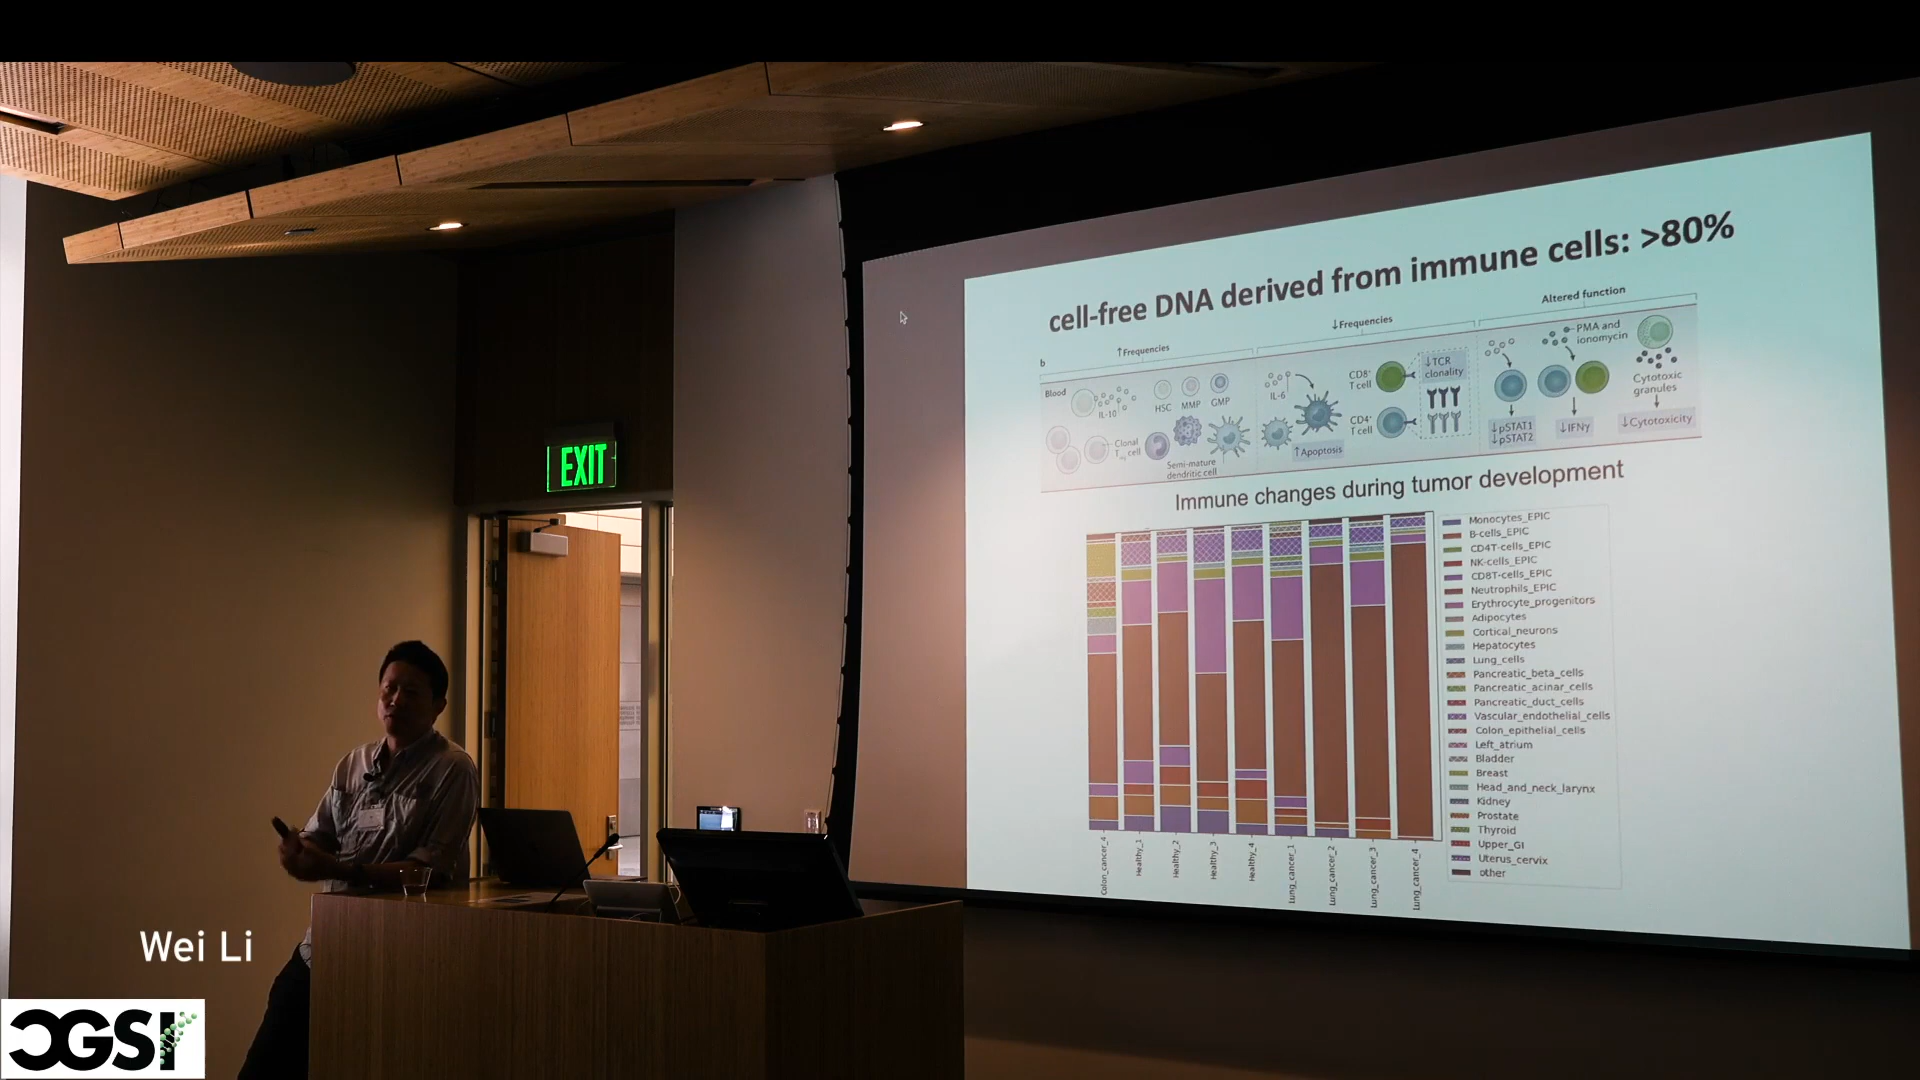 cell-free DNA derived from immune cells: >80%
b
↑Frequencies
↓Frequencies
Altered function
Blood
IL-10
HSC
MMP
GMP
Clonal
cell
Semi-mature
dendritic cell
IL-6
↑Apoptosis
CD8+
T cell
CD4+
T cell
↓TCR
clonality
PMA and
ionomycin
↓pSTAT1
↓pSTAT2
↓IFNγ
Cytotoxic
granules
↓Cytotoxicity
Immune changes during tumor development
Monocytes_EPIC
B-cells_EPIC
CD4T-cells_EPIC
NK-cells_EPIC
CD8T-cells_EPIC
Neutrophils_EPIC
Erythrocyte_progenitors
Adipocytes
Cortical_neurons
Hepatocytes
Lung_cells
Pancreatic_beta_cells
Pancreatic_acinar_cells
Pancreatic_duct_cells
Vascular_endothelial_cells
Colon_epithelial_cells
Left_atrium
Bladder
Breast
Head_and_neck_larynx
Kidney
Prostate
Thyroid
Upper_GI
Uterus_cervix
other
Colon_cancer_4
Healthy_1
Healthy_2
Healthy_3
Healthy_4
Lung_cancer_1
Lung_cancer_2
Lung_cancer_3
Lung_cancer_4
EXIT
Wei Li
CGSI